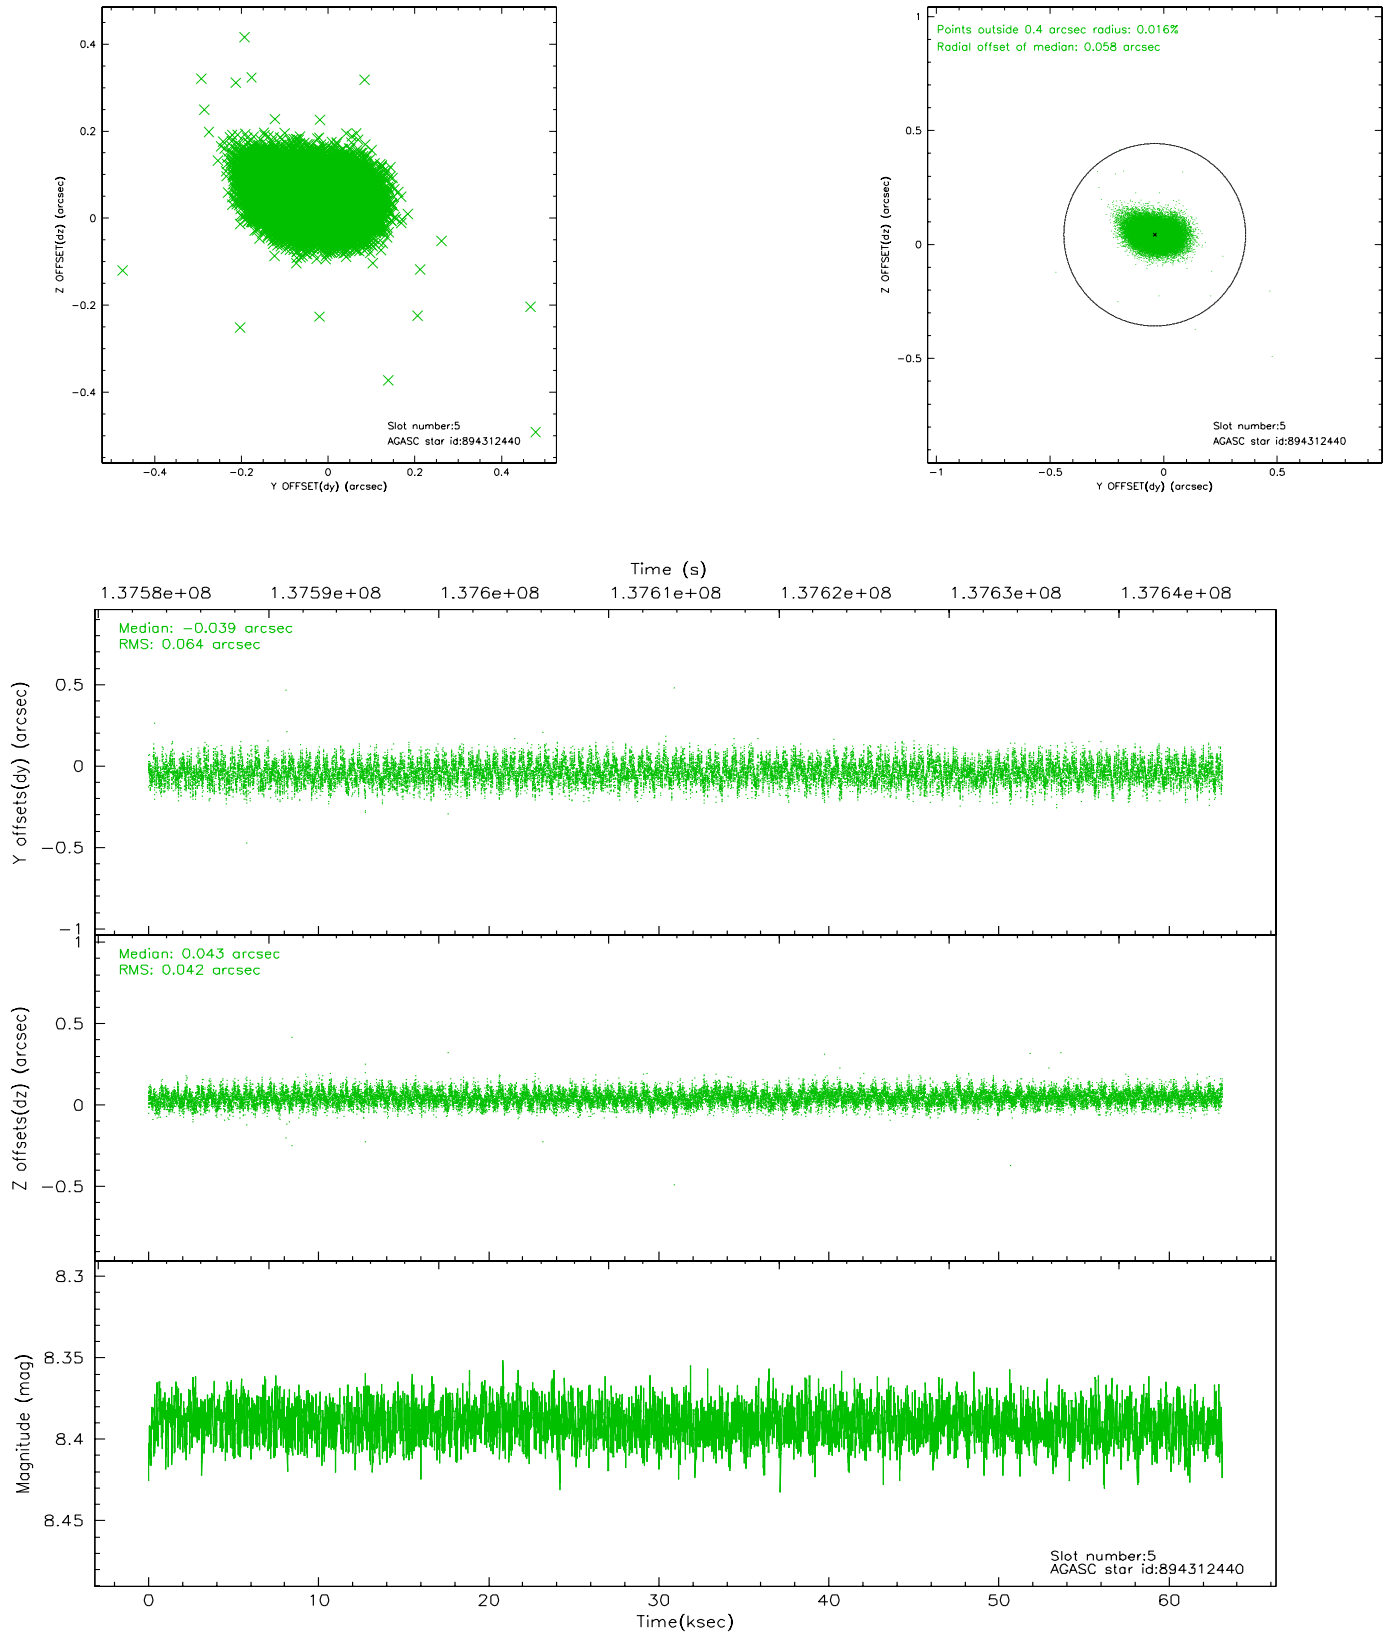 0.4
0.2
0
−0.2
−0.4
Z OFFSET(dz) (arcsec)
Slot number:5
AGASC star id:894312440
−0.4 −0.2 0 0.2 0.4
Y OFFSET(dy) (arcsec)
1
0.5
0
−0.5
Z OFFSET(dz) (arcsec)
Points outside 0.4 arcsec radius: 0.016%
Radial offset of median: 0.058 arcsec
Slot number:5
AGASC star id:894312440
−1 −0.5 0 0.5
Y OFFSET(dy) (arcsec)
Time (s)
1.3758e+08 1.3759e+08 1.376e+08 1.3761e+08 1.3762e+08 1.3763e+08 1.3764e+08
Median: −0.039 arcsec
RMS: 0.064 arcsec
0.5
0
−0.5
−1
Y offsets(dy) (arcsec)
Median: 0.043 arcsec
RMS: 0.042 arcsec
1
0.5
0
−0.5
Z offsets(dz) (arcsec)
8.3
8.35
8.4
8.45
Magnitude (mag)
Slot number:5
AGASC star id:894312440
0 10 20 30 40 50 60
Time(ksec)